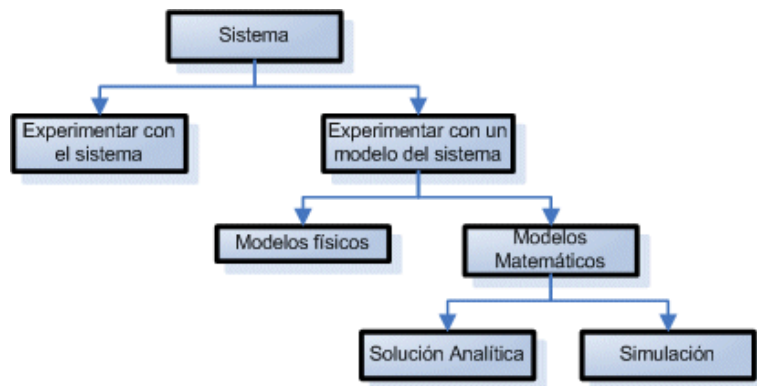 Sistema
Experimentar con
el sistema
Experimentar con un
modelo del sistema
Modelos físicos
Modelos
Matemáticos
Solución Analítica
Simulación